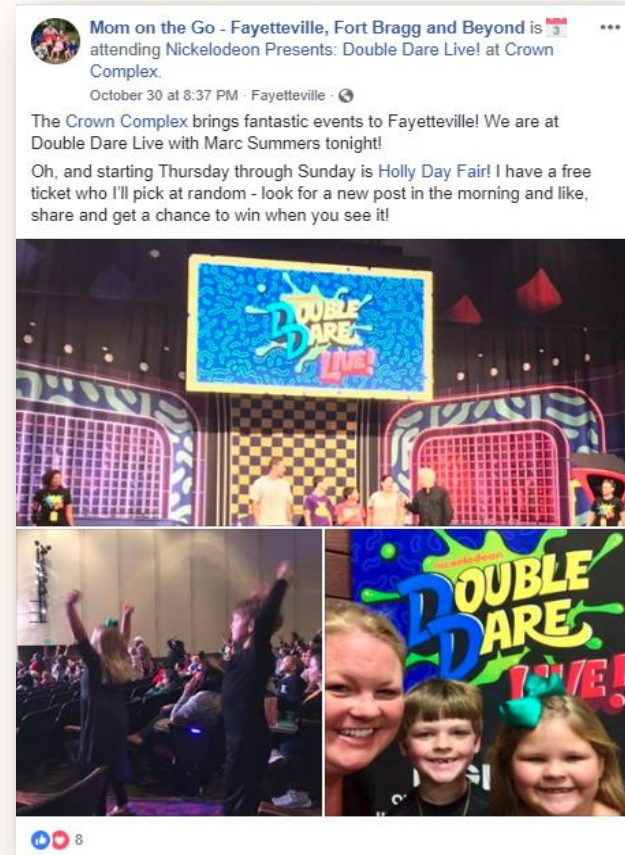 Mom on the Go - Fayetteville, Fort Bragg and Beyond is 3
attending Nickelodeon Presents: Double Dare Live! at Crown
Complex.
October 30 at 8:37 PM · Fayetteville ·
The Crown Complex brings fantastic events to Fayetteville! We are at
Double Dare Live with Marc Summers tonight!
Oh, and starting Thursday through Sunday is Holly Day Fair! I have a free
ticket who I'll pick at random - look for a new post in the morning and like,
share and get a chance to win when you see it!
DOUBLE
DARE
LIVE!
nickelodeon
DOUBLE
DARE
LIVE!
8